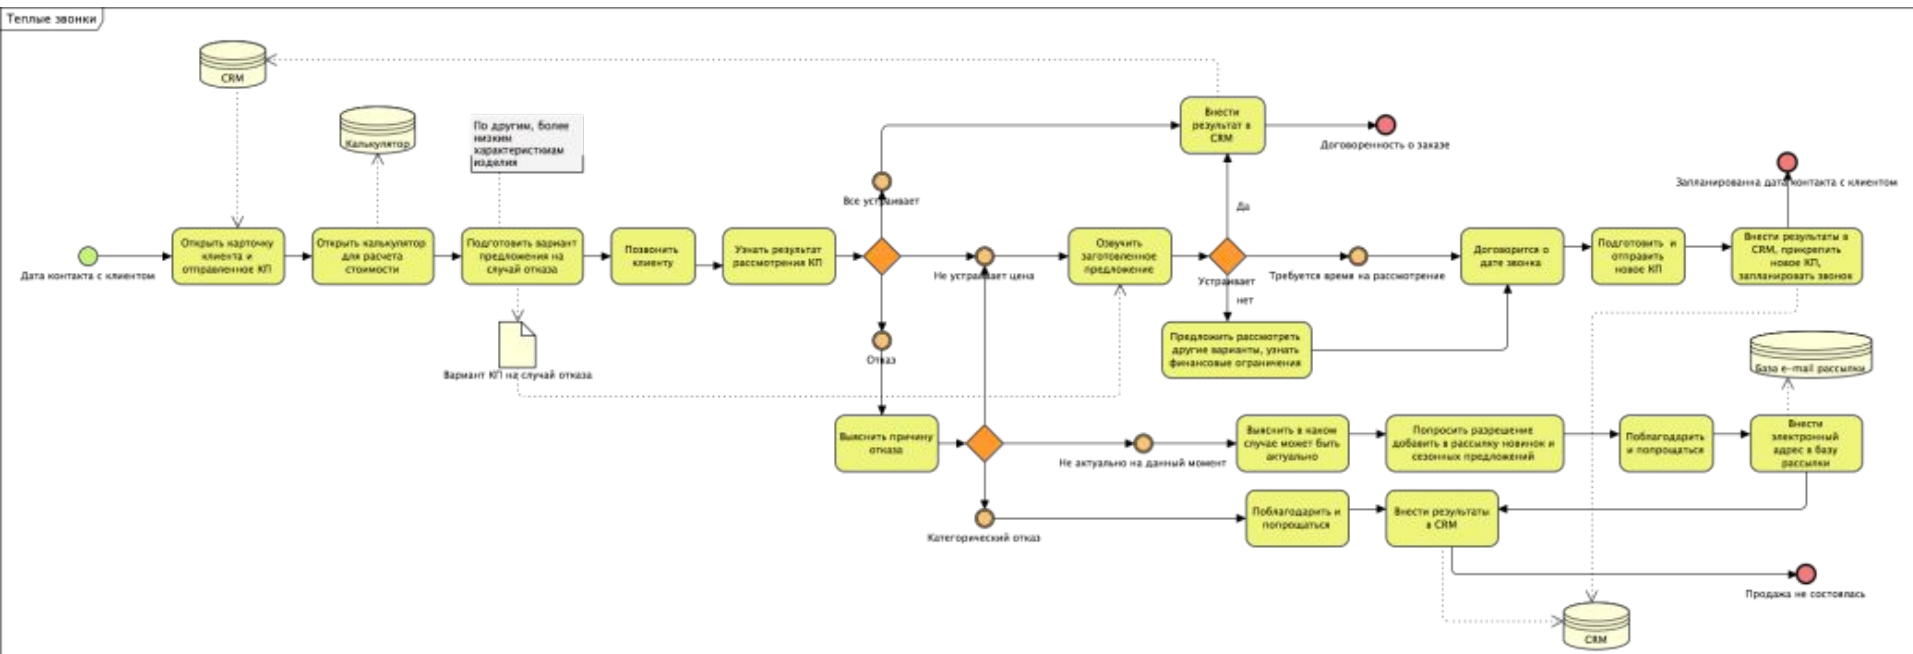 Теплые звонки
CRM
Калькулятор
По другим, более
низким
характеристкиам
изделия
Внести
результат в
CRM
Договоренность о заказе
Запланированна дата контакта с клиентом
Все устраивает
Да
Дата контакта с клиентом
Открыть карточку
клиента и
отправленное КП
Открыть калькулятор
для расчета
стоимости
Подготовить вариант
предложения на
случай отказа
Позвонить
клиенту
Узнать результат
рассмотрения КП
Не устраивает цена
Озвучить
заготовленное
предложение
Устраивает
Требуется время на рассмотрение
Договорится о
дате звонка
Подготовить и
отправить
новое КП
Внести результаты в
CRM, прикрепить
новое КП,
запланировать звонок
нет
Вариант КП на случай отказа
Отказ
Предложить рассмотреть
другие варианты, узнать
финансовые ограничения
База e-mail рассылки
Выяснить причину
отказа
Не актуально на данный момент
Выяснить в каком
случае может быть
актуально
Попросить разрешение
добавить в рассылку новинок и
сезонных предложений
Поблагодарить
и попрощаться
Внести
электронный
адрес в базу
рассылки
Категорический отказ
Поблагодарить и
попрощаться
Внести результаты
в CRM
Продажа не состоялась
CRM